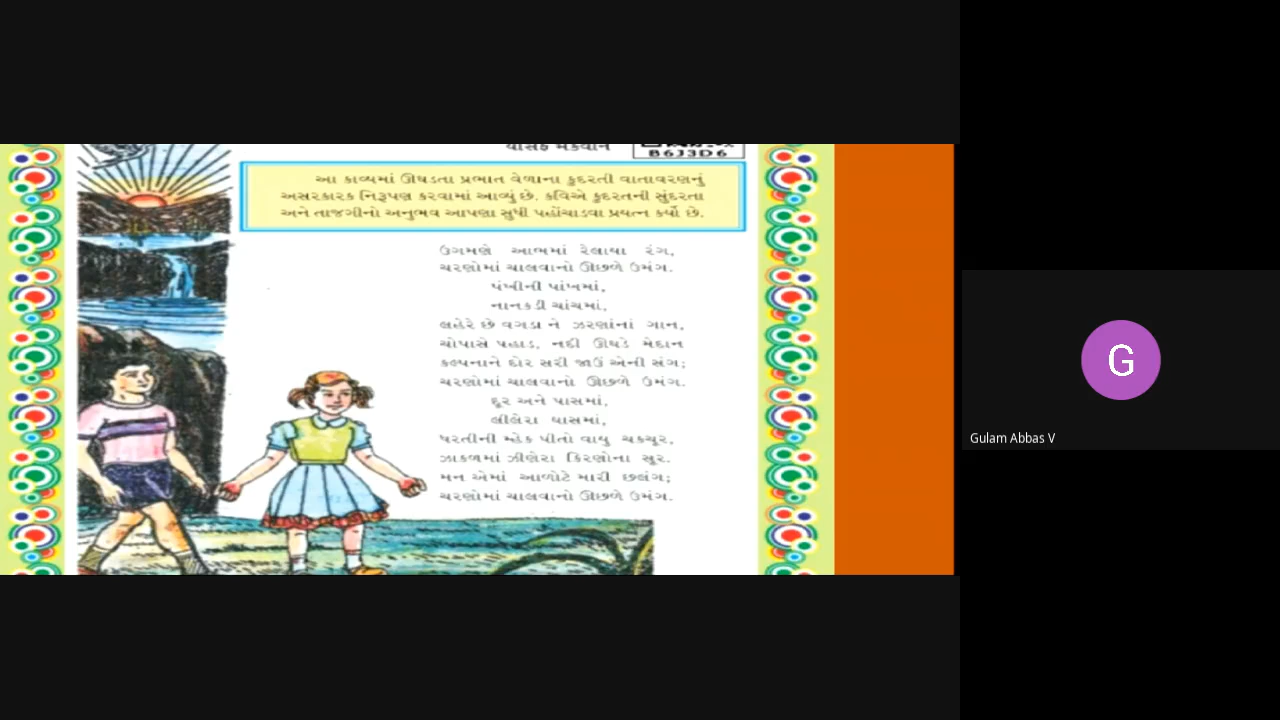 યોસેફ મેકવાન
B6J3D6
આ કાવ્યમાં ઊઘડતા પ્રભાત વેળાના કુદરતી વાતાવરણનું
અસરકારક નિરૂપણ કરવામાં આવ્યું છે. કવિએ કુદરતની સુંદરતા
અને તાજગીનો અનુભવ આપણા સુધી પહોંચાડવા પ્રયત્ન કર્યો છે.
ઉગમણે આભમાં રેલાયા રંગ,
ચરણોમાં ચાલવાનો ઊછળે ઉમંગ.
પંખીની પાંખમાં,
નાનકડી ચાંચમાં,
લહેરે છે વગડા ને ઝરણાંનાં ગાન,
ચોપાસે પહાડ, નદી ઊઘડે મેદાન
કલ્પનાને દોર સરી જાઉં એની સંગ;
ચરણોમાં ચાલવાનો ઊછળે ઉમંગ.
દૂર અને પાસમાં,
લીલેરા ઘાસમાં,
ધરતીની મ્હેક પીતો વાયુ ચકચૂર,
ઝાકળમાં ઝીણેરા કિરણોના સૂર.
મન એમાં આળોટે મારી છલંગ;
ચરણોમાં ચાલવાનો ઊછળે ઉમંગ.
G
Gulam Abbas V